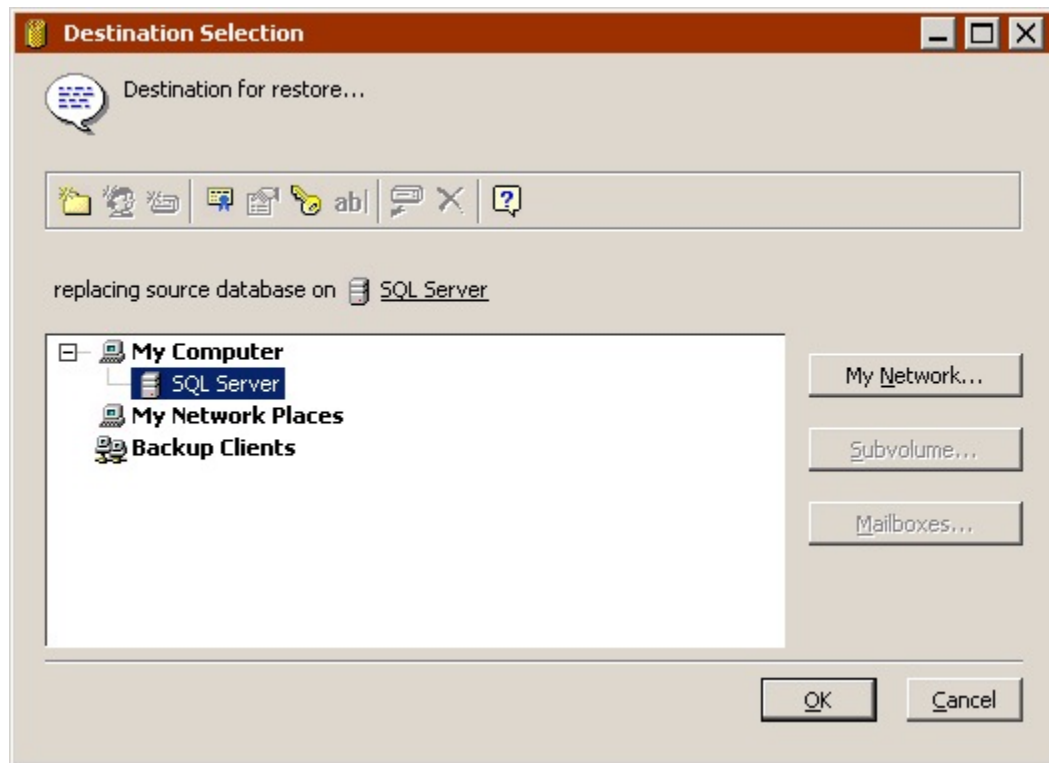 Destination Selection
Destination for restore...
ab|
replacing source database on SQL Server
My Computer
SQL Server
My Network Places
Backup Clients
My Network...
Subvolume...
Mailboxes...
OK
Cancel